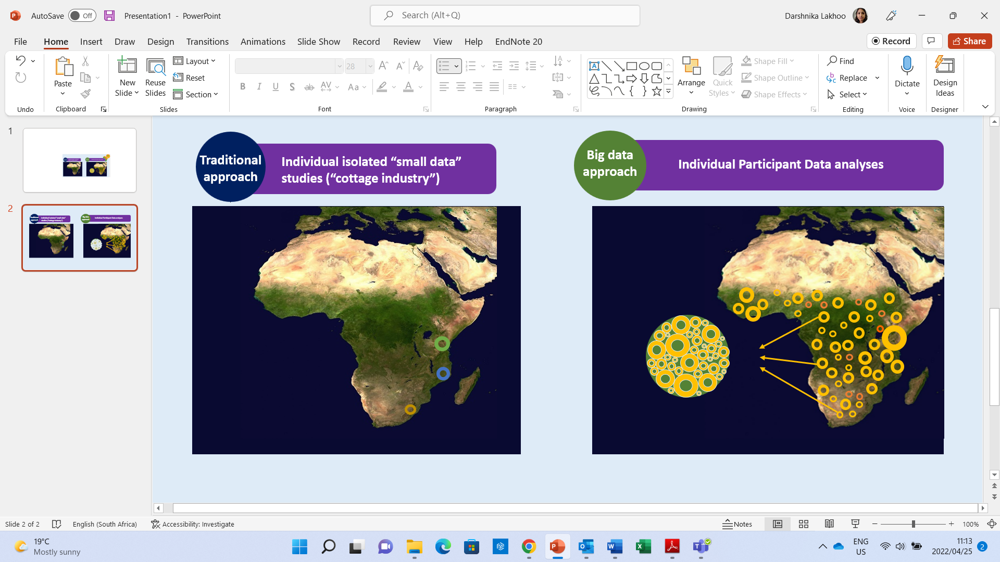 AutoSave Off Presentation1 - PowerPoint Search (Alt+Q) Darshnika Lakhoo
File Home Insert Draw Design Transitions Animations Slide Show Record Review View Help EndNote 20 Record Share
Paste
New Slide
Reuse Slides
Layout
Reset
Section
28
B I U S ab AV Aa A
Arrange
Quick Styles
Shape Fill
Shape Outline
Shape Effects
Find
Replace
Select
Dictate
Design Ideas
Undo Clipboard Slides Font Paragraph Drawing Editing Voice Designer
1
2
Traditional
approach
Individual isolated “small data”
studies (“cottage industry”)
Big data
approach
Individual Participant Data analyses
Slide 2 of 2 English (South Africa) Accessibility: Investigate Notes 100%
19°C
Mostly sunny
ENG
US
11:13
2022/04/25
2